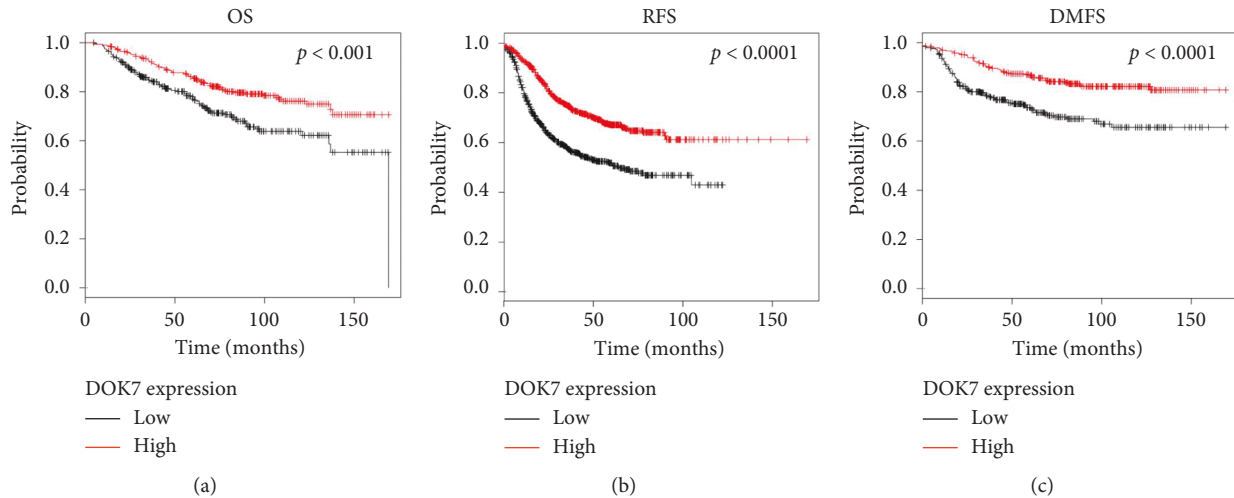 OS
p < 0.001
Probability
1.0
0.8
0.6
0.4
0.2
0.0
0 50 100 150
Time (months)
DOK7 expression
Low
High
(a)
RFS
p < 0.0001
Probability
1.0
0.8
0.6
0.4
0.2
0.0
0 50 100 150
Time (months)
DOK7 expression
Low
High
(b)
DMFS
p < 0.0001
Probability
1.0
0.8
0.6
0.4
0.2
0.0
0 50 100 150
Time (months)
DOK7 expression
Low
High
(c)